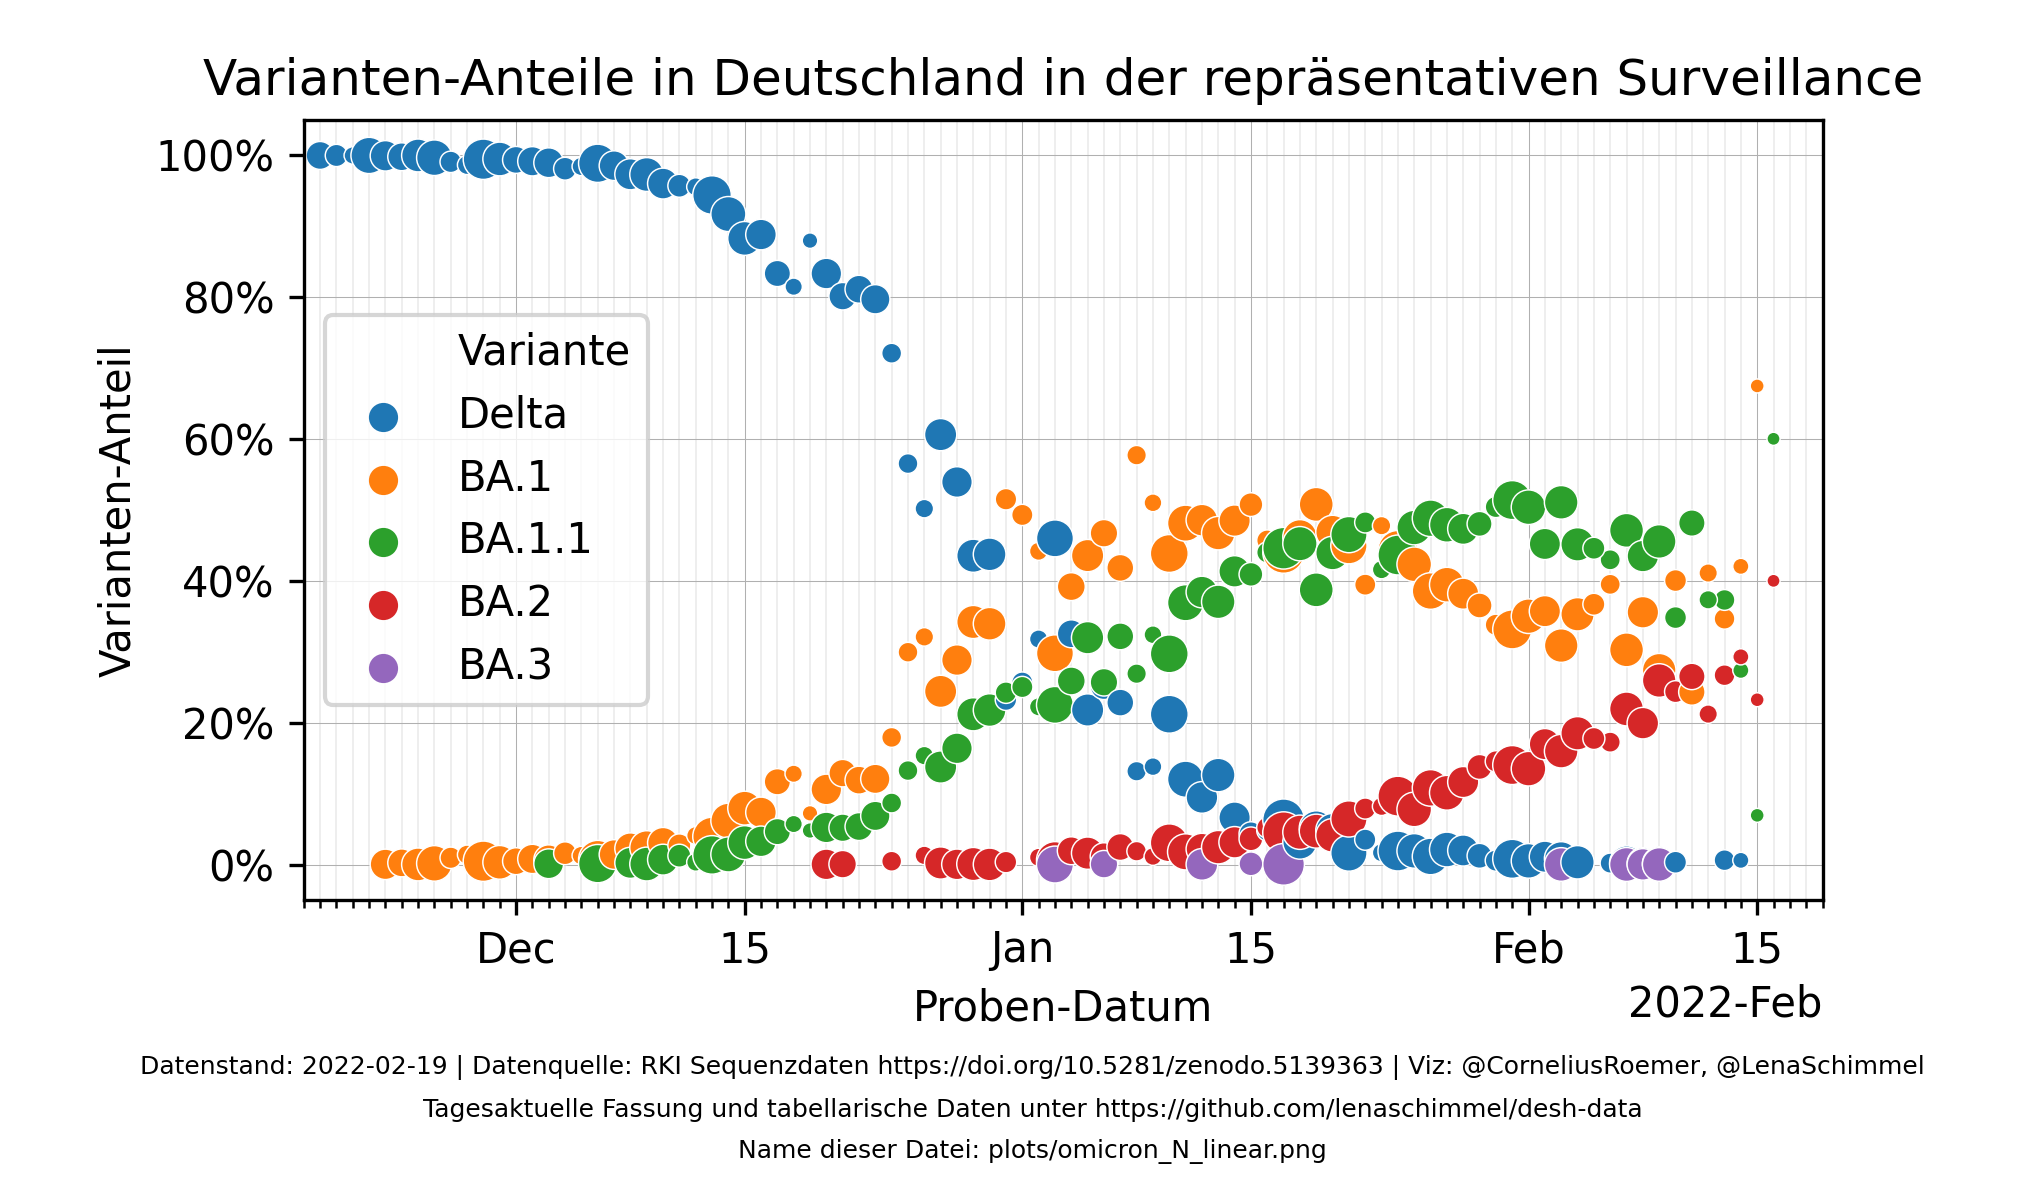 Varianten-Anteile in Deutschland in der repräsentativen Surveillance
100%
80%
60%
40%
20%
0%
Varianten-Anteil
Variante
Delta
BA.1
BA.1.1
BA.2
BA.3
Dec
15
Jan
15
Feb
15
Proben-Datum
2022-Feb
Datenstand: 2022-02-19 | Datenquelle: RKI Sequenzdaten https://doi.org/10.5281/zenodo.5139363 | Viz: @CorneliusRoemer, @LenaSchimmel
Tagesaktuelle Fassung und tabellarische Daten unter https://github.com/lenaschimmel/desh-data
Name dieser Datei: plots/omicron_N_linear.png